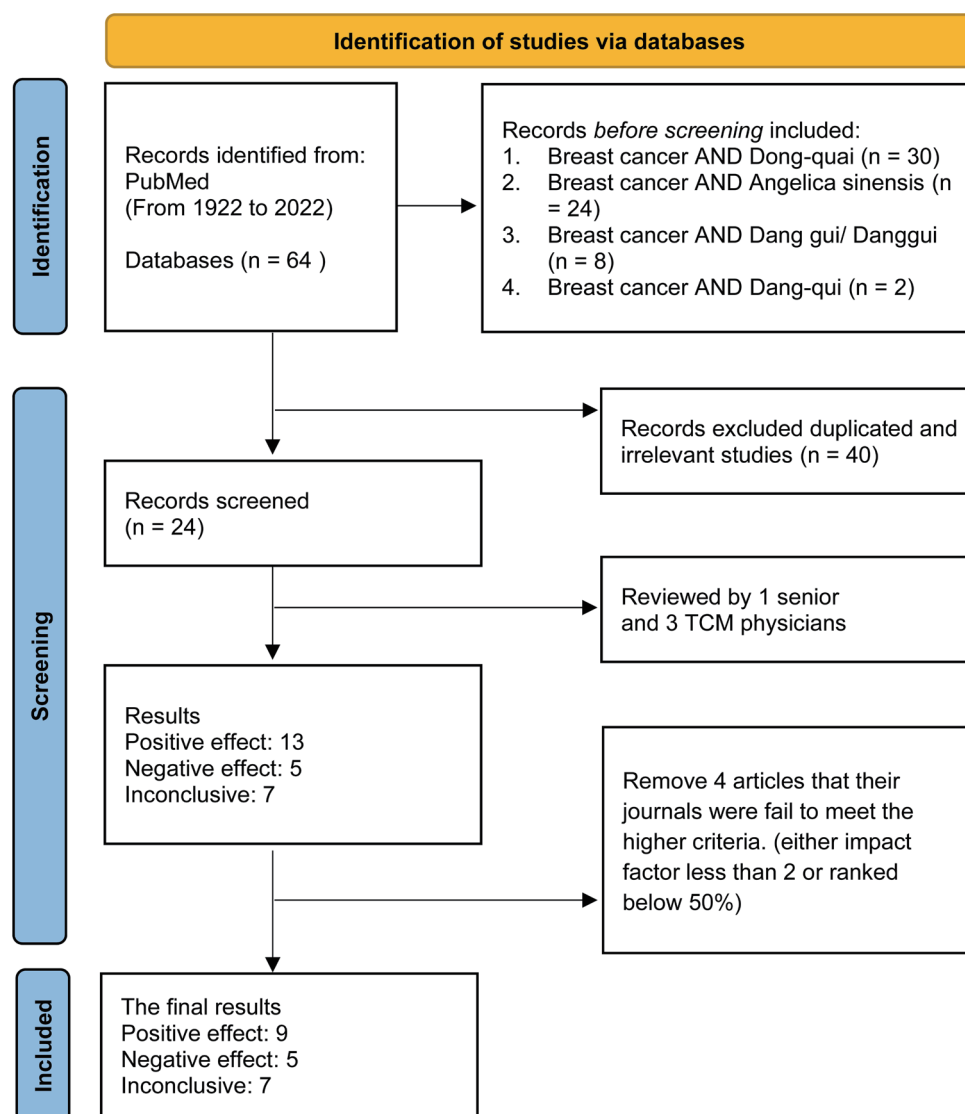 Identification of studies via databases
Identification
Records identified from:
PubMed
(From 1922 to 2022)
Databases (n = 64 )
Records before screening included:
1. Breast cancer AND Dong-quai (n = 30)
2. Breast cancer AND Angelica sinensis (n
= 24)
3. Breast cancer AND Dang gui/ Danggui
(n = 8)
4. Breast cancer AND Dang-qui (n = 2)
Screening
Records excluded duplicated and
irrelevant studies (n = 40)
Records screened
(n = 24)
Reviewed by 1 senior
and 3 TCM physicians
Results
Positive effect: 13
Negative effect: 5
Inconclusive: 7
Remove 4 articles that their
journals were fail to meet the
higher criteria. (either impact
factor less than 2 or ranked
below 50%)
Included
The final results
Positive effect: 9
Negative effect: 5
Inconclusive: 7